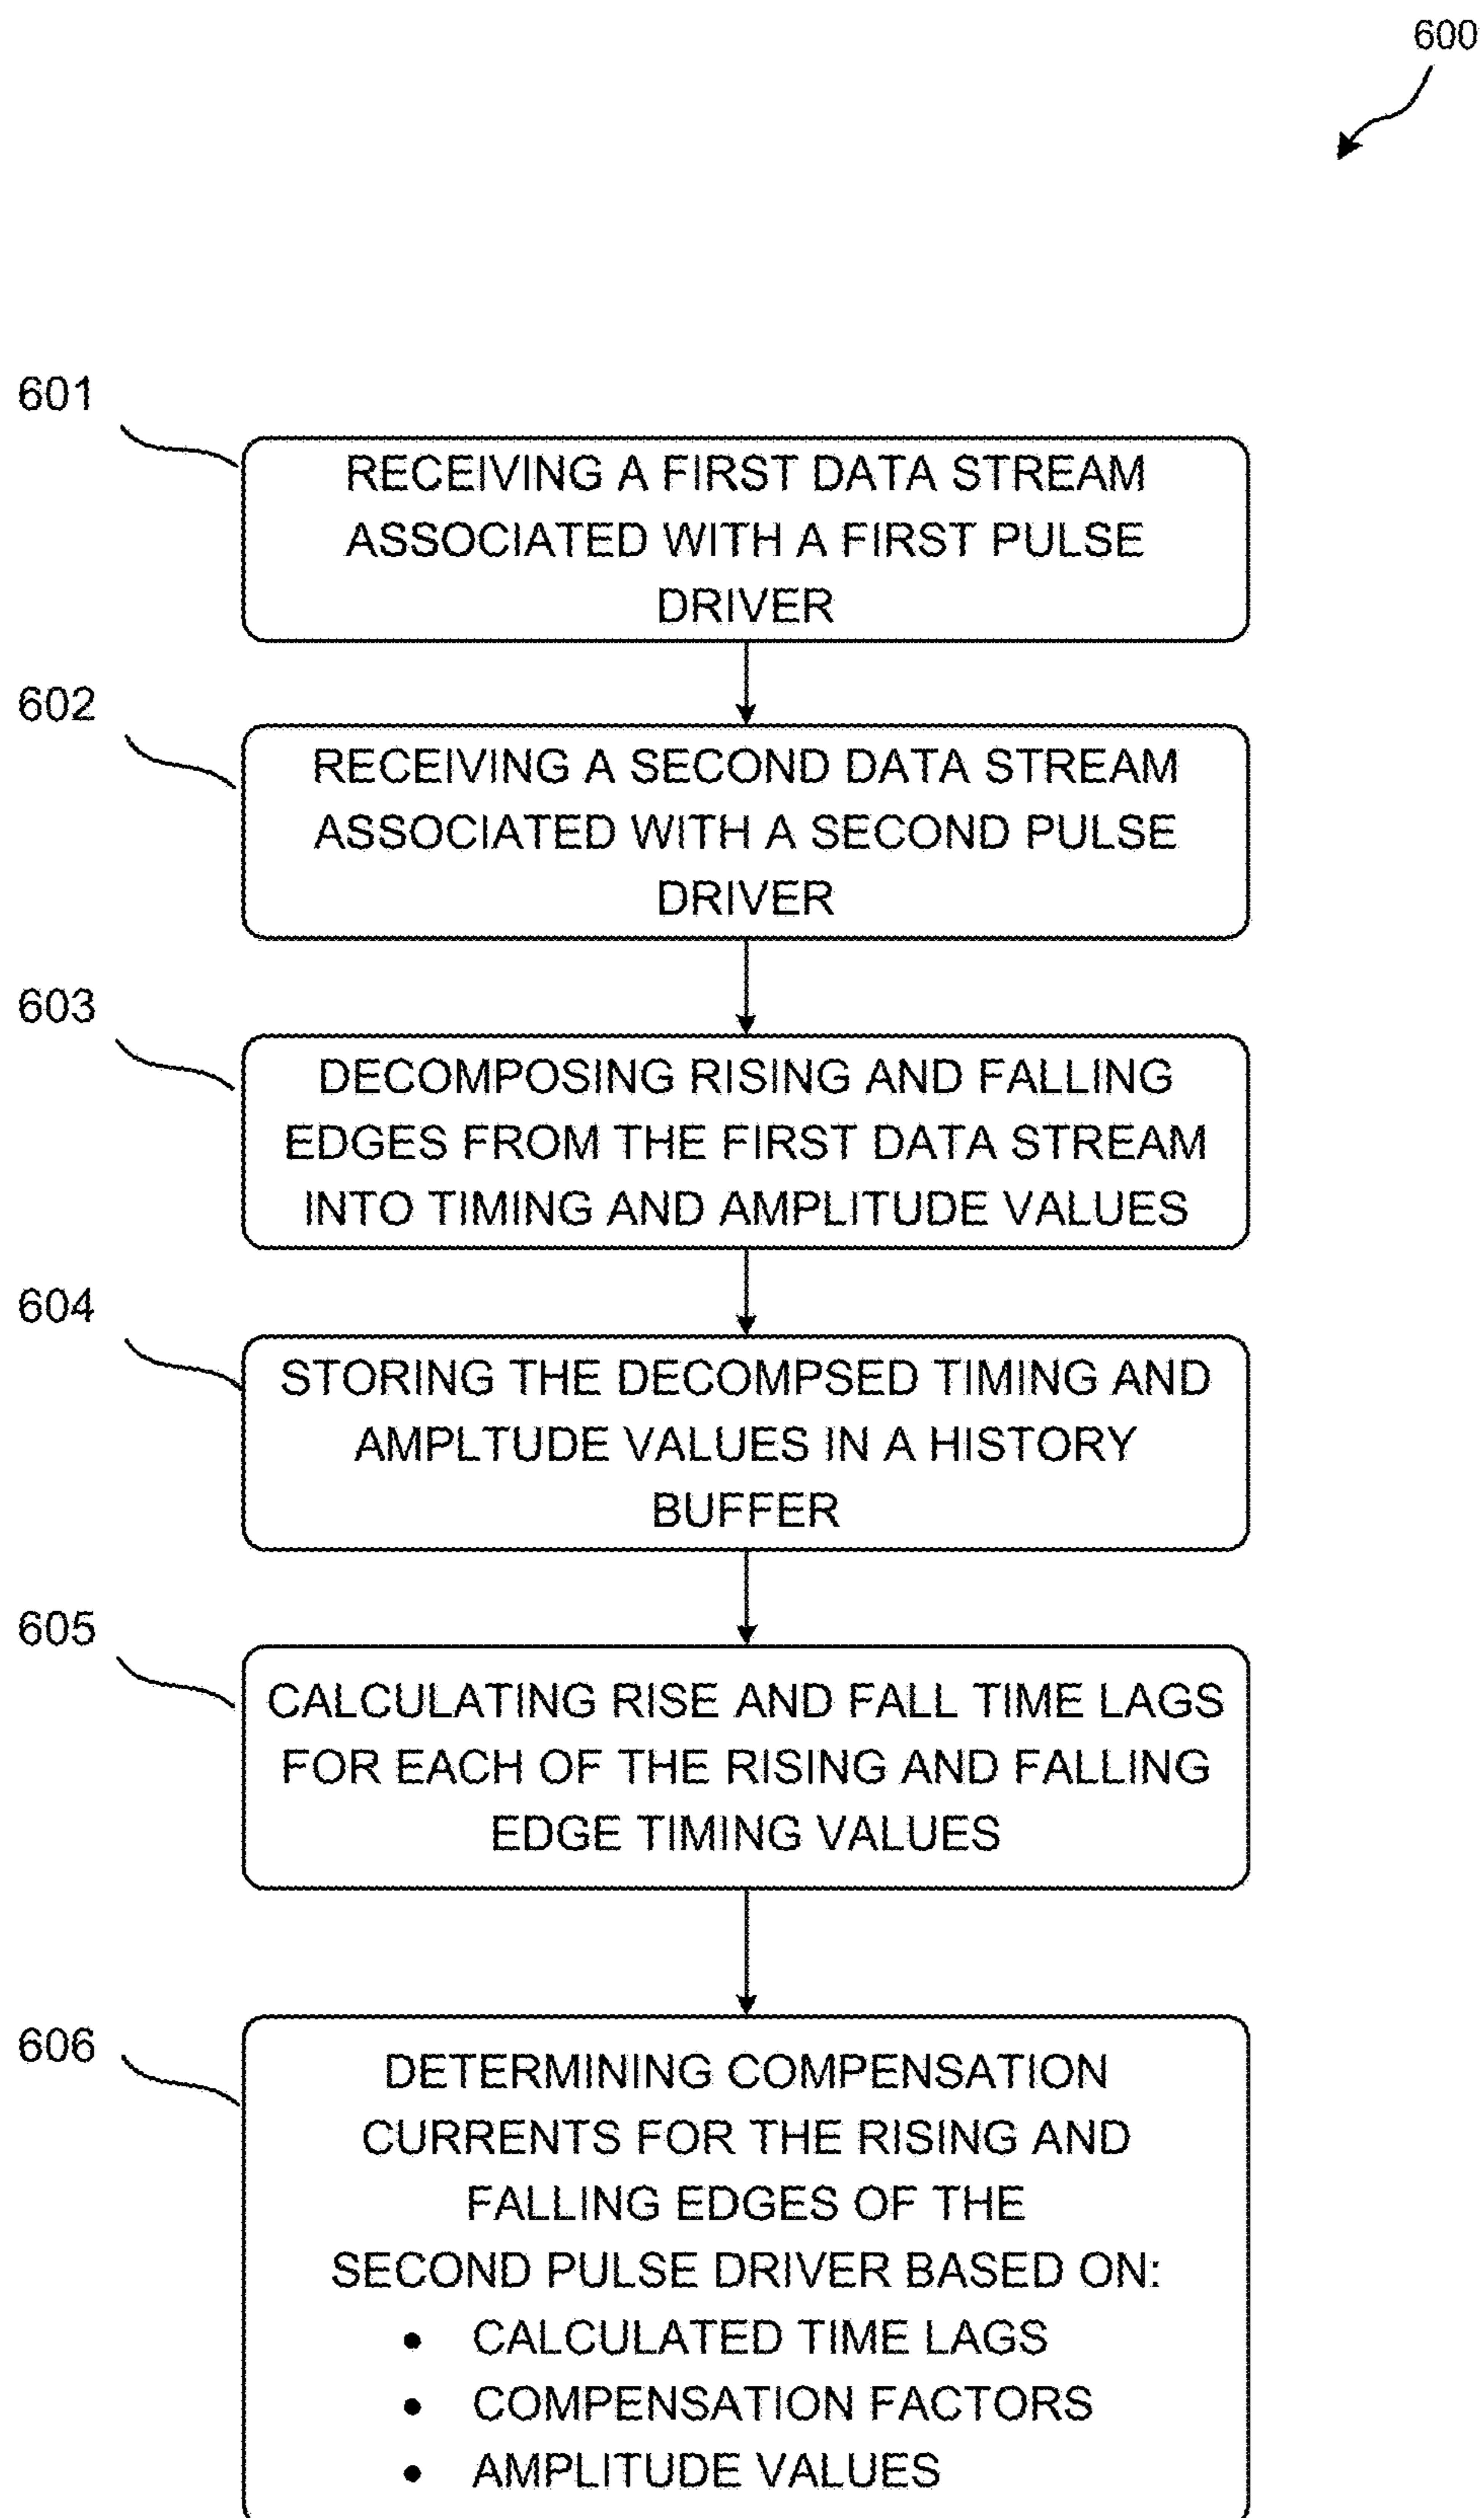 600
601
RECEIVING A FIRST DATA STREAM
ASSOCIATED WITH A FIRST PULSE
DRIVER
602
RECEIVING A SECOND DATA STREAM
ASSOCIATED WITH A SECOND PULSE
DRIVER
603
DECOMPOSING RISING AND FALLING
EDGES FROM THE FIRST DATA STREAM
INTO TIMING AND AMPLITUDE VALUES
604
STORING THE DECOMPSED TIMING AND
AMPLTUDE VALUES IN A HISTORY
BUFFER
605
CALCULATING RISE AND FALL TIME LAGS
FOR EACH OF THE RISING AND FALLING
EDGE TIMING VALUES
606
DETERMINING COMPENSATION
CURRENTS FOR THE RISING AND
FALLING EDGES OF THE
SECOND PULSE DRIVER BASED ON:
• CALCULATED TIME LAGS
• COMPENSATION FACTORS
• AMPLITUDE VALUES